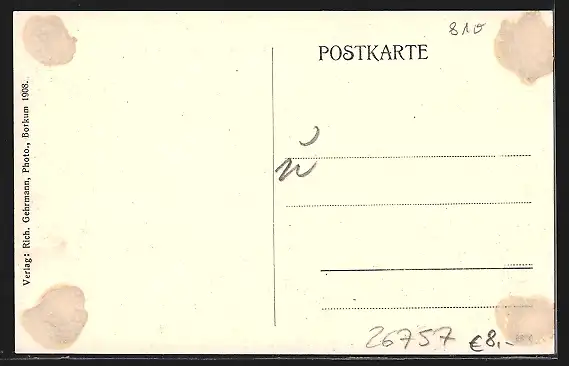 810
POSTKARTE
Verlag: Rich. Gehrmann, Photo., Borkum 1908.
26757 €8,-